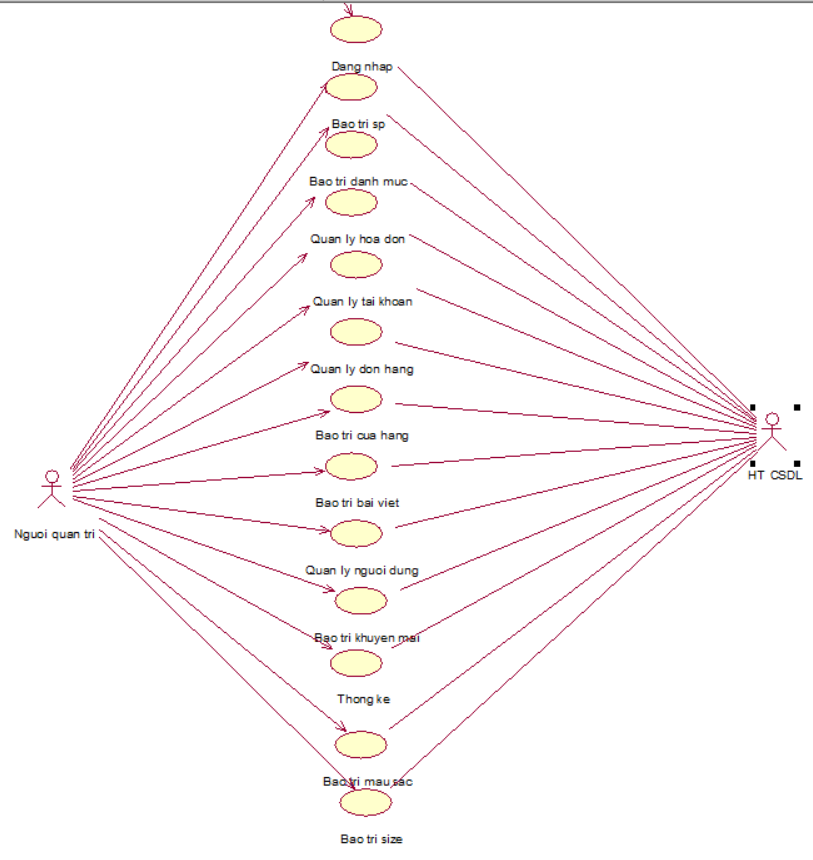 Dang nhap
Bao tri sp
Bao tri danh muc
Quan ly hoa don
Quan ly tai khoan
Quan ly don hang
Bao tri cua hang
HT CSDL
Bao tri bai viet
Nguoi quan tri
Quan ly nguoi dung
Bao tri khuyen mai
Thong ke
Bao tri mau sac
Bao tri size